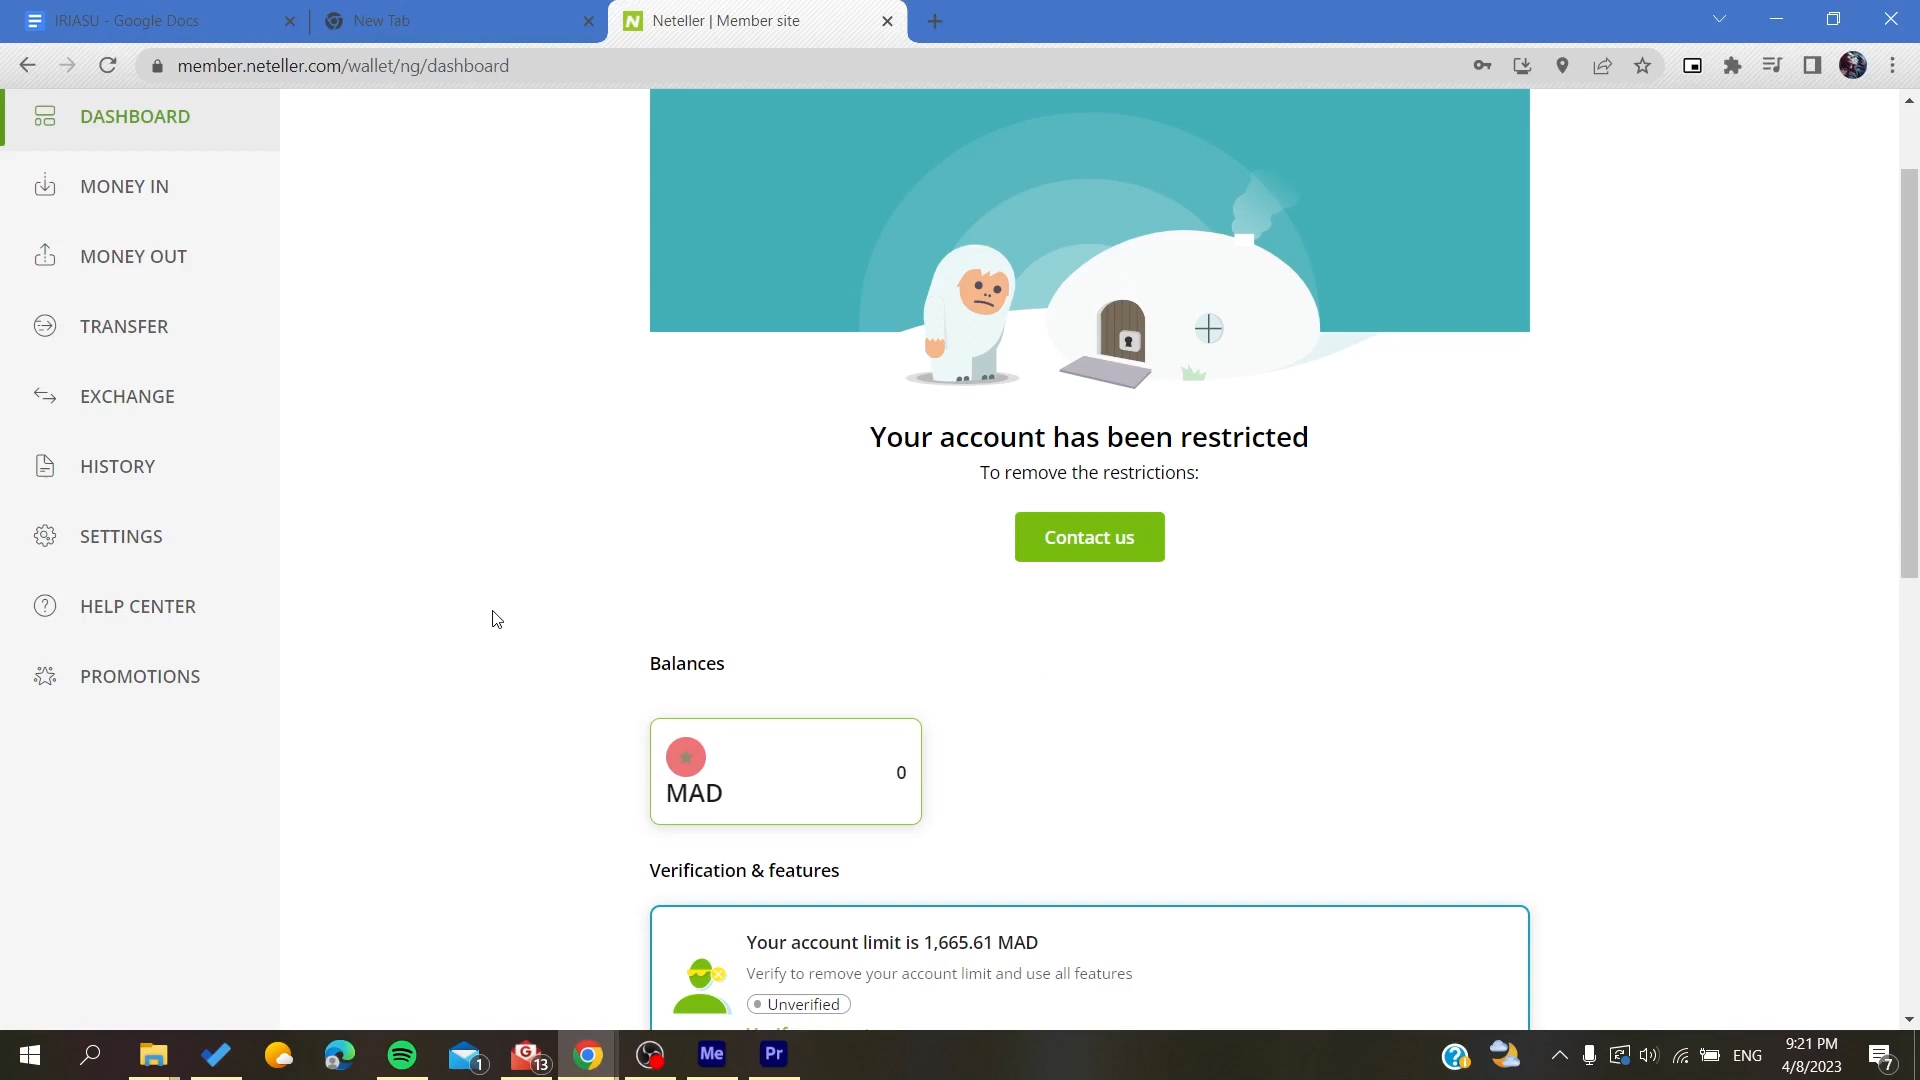 IRIASU - Google Docs
New Tab
Neteller | Member site
member.neteller.com/wallet/ng/dashboard
DASHBOARD
MONEY IN
MONEY OUT
TRANSFER
EXCHANGE
HISTORY
SETTINGS
HELP CENTER
PROMOTIONS
Your account has been restricted
To remove the restrictions:
Contact us
Balances
0
MAD
Verification & features
Your account limit is 1,665.61 MAD
Verify to remove your account limit and use all features
Unverified
1
G
13
Me
Pr
ENG
9:21 PM
4/8/2023
7